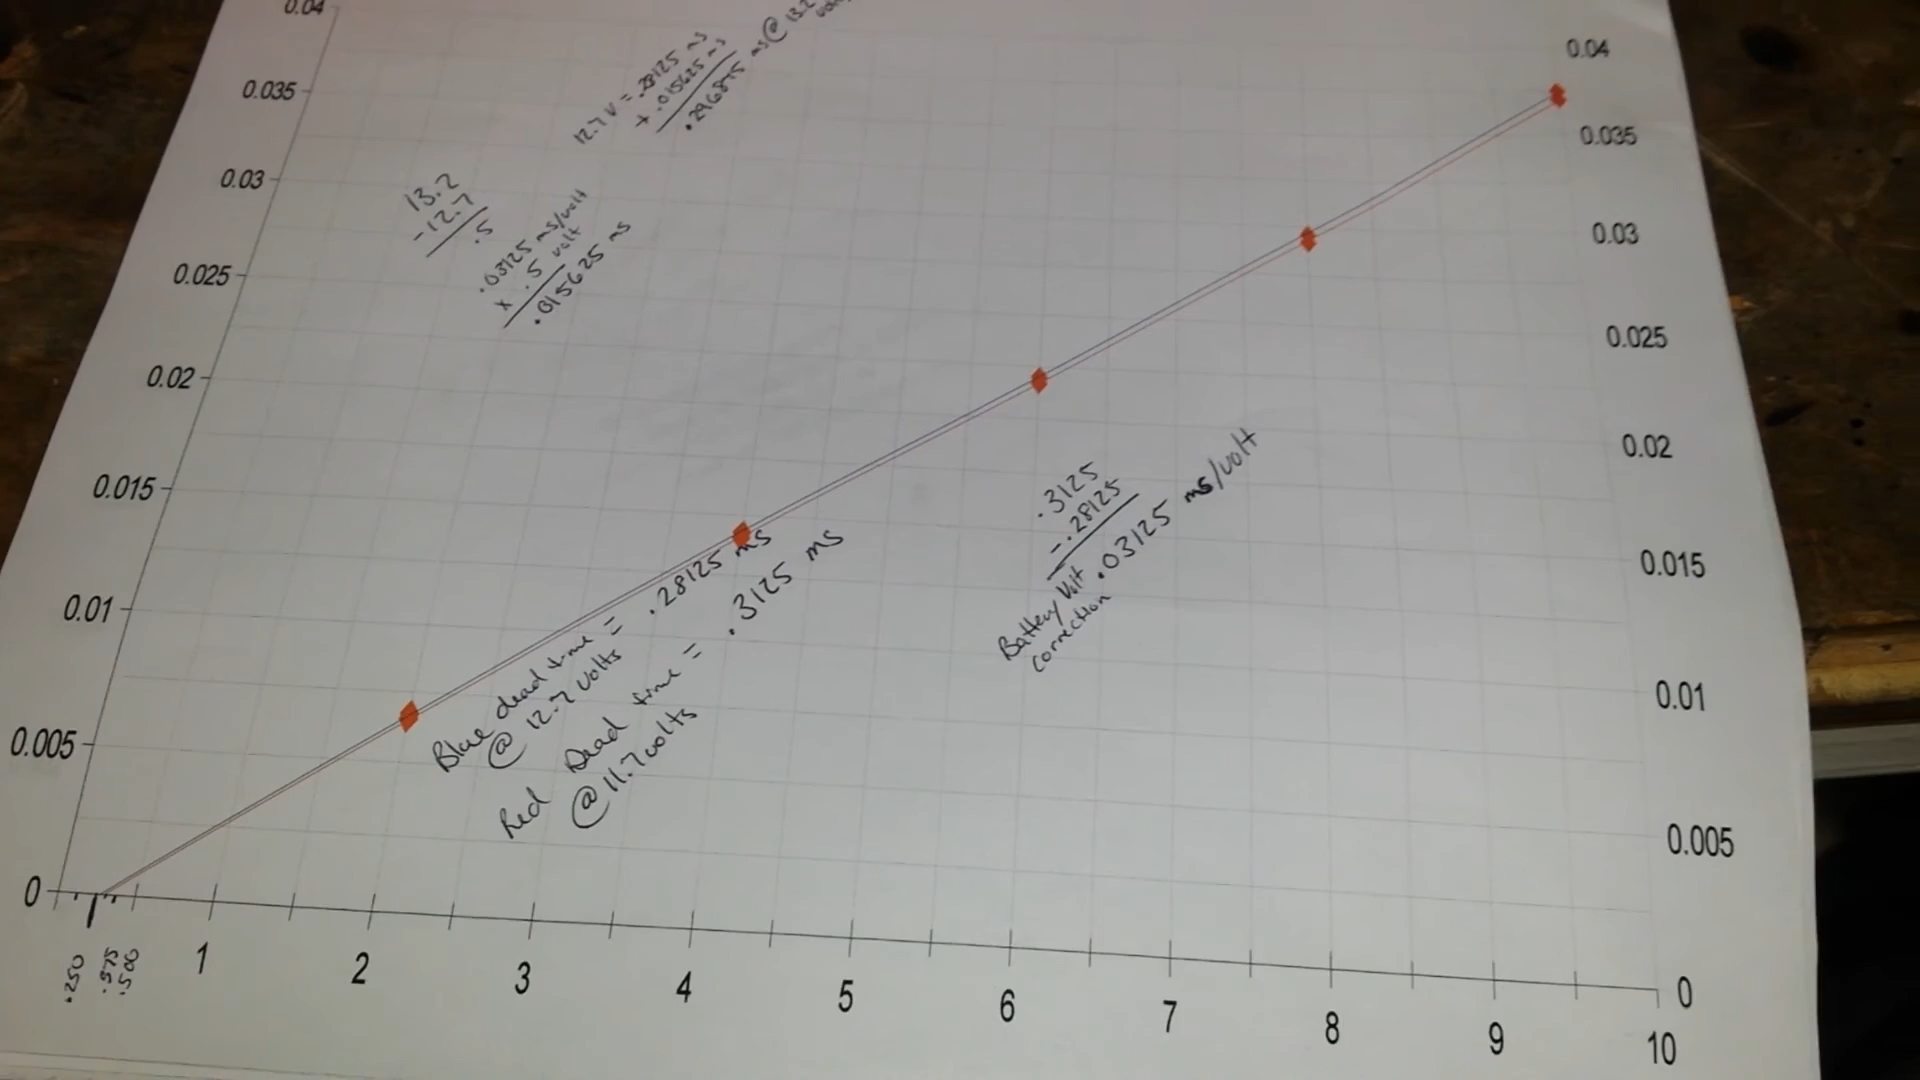 0.04
0.035
0.03
0.025
0.02
0.015
0.01
0.005
0
12.7 V = .28125 ms
+ .015625 ms
.296875 ms @ 13.2
13.2
-12.7
.5
.03125 ms/volt
x .5 volt
.015625 ms
Blue dead time = .28125 ms
@ 12.7 volts
Red Dead time = .3125 ms
@ 11.7 volts
.3125
-.28125
Battery Volt .03125 ms/volt
correction
0.04
0.035
0.03
0.025
0.02
0.015
0.01
0.005
0
.250
.375
.500
1 2 3 4 5 6 7 8 9 10